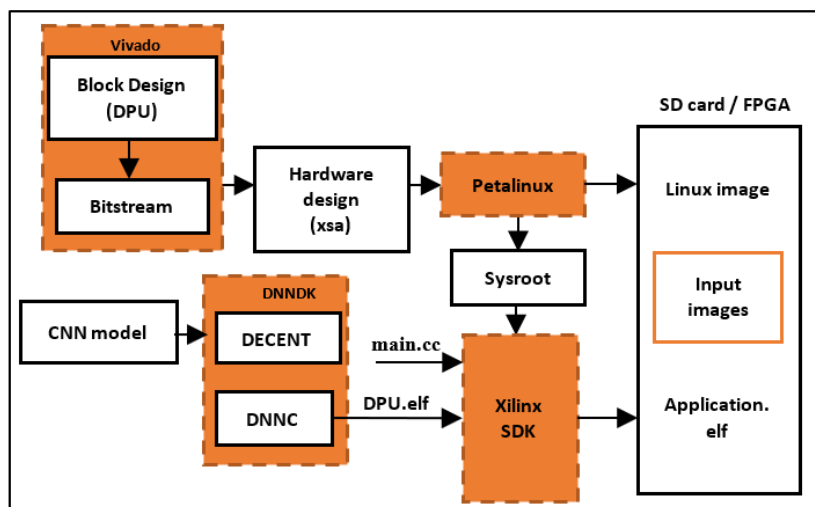 Vivado
Block Design
(DPU)
Bitstream
Hardware
design
(xsa)
Petalinux
SD card / FPGA
Linux image
Sysroot
Input
images
DNNDK
CNN model
DECENT
main.cc
DNNC
DPU.elf
Xilinx
SDK
Application.
elf